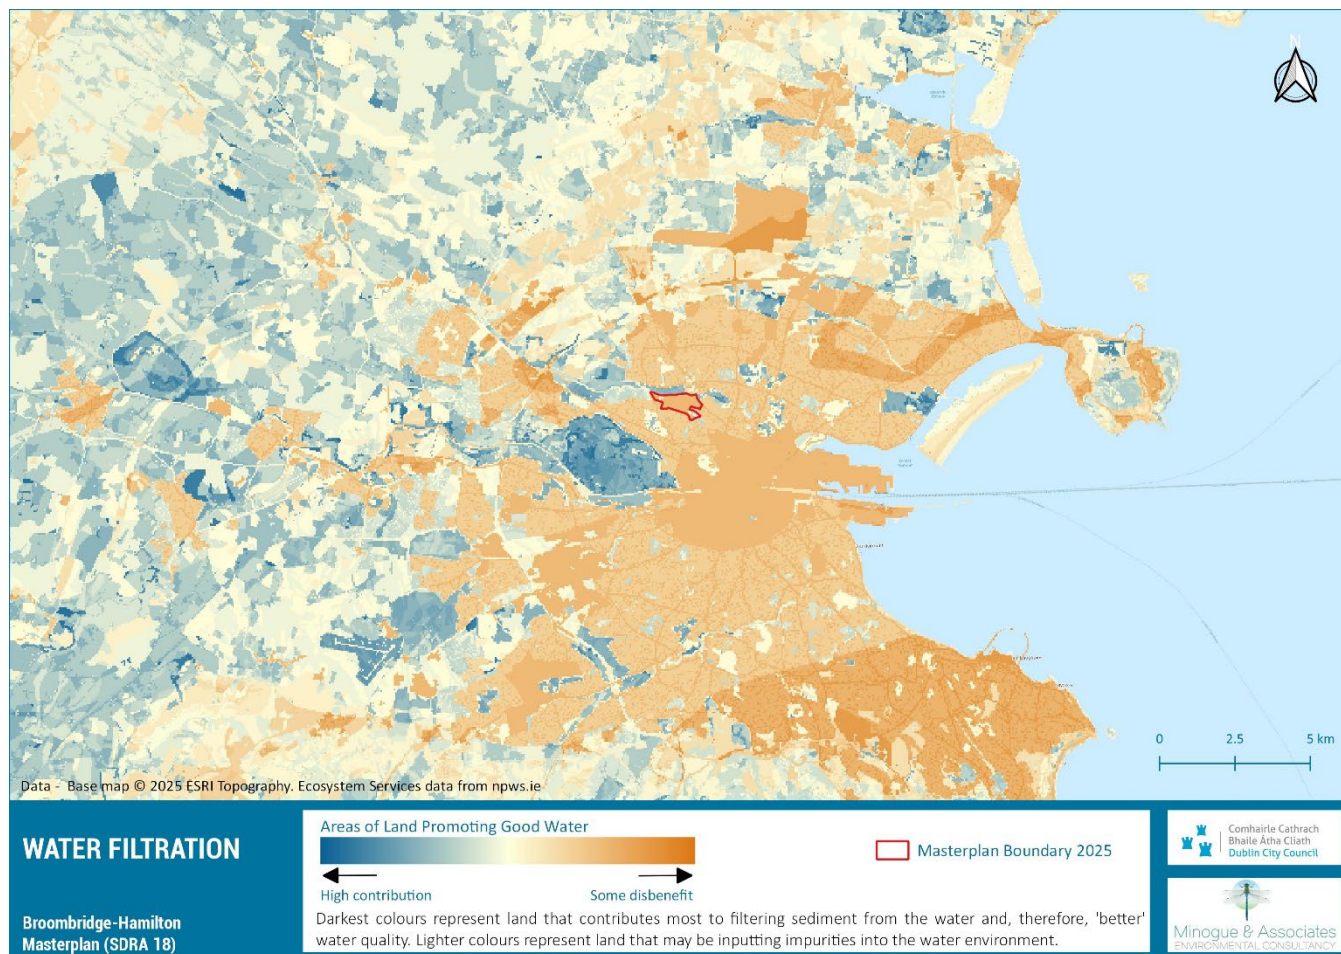 N
0 2.5 5 km
Data - Base map © 2025 ESRI Topography. Ecosystem Services data from npws.ie
WATER FILTRATION
Broombridge-Hamilton
Masterplan (SDRA 18)
Areas of Land Promoting Good Water
High contribution
Some disbenefit
Darkest colours represent land that contributes most to filtering sediment from the water and, therefore, 'better'
water quality. Lighter colours represent land that may be inputting impurities into the water environment.
Masterplan Boundary 2025
Comhairle Cathrach
Bhaile Átha Cliath
Dublin City Council
Minogue & Associates
ENVIRONMENTAL CONSULTANCY